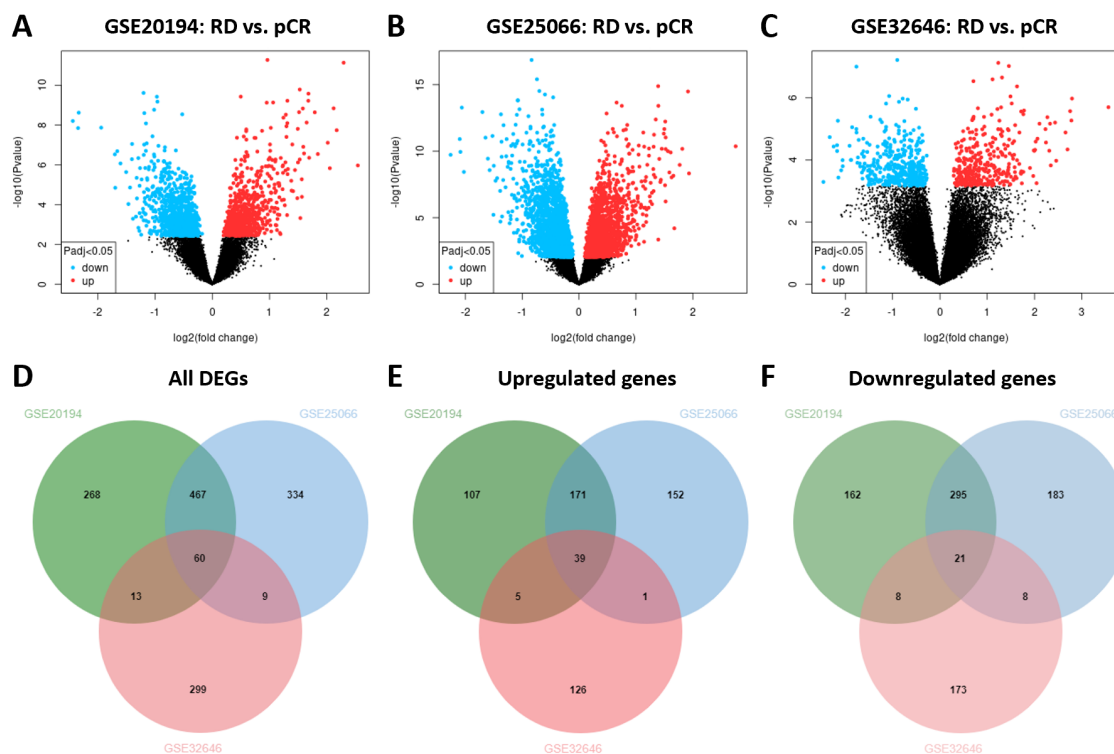 A
GSE20194: RD vs. pCR
-log10(Pvalue)
10
8
6
4
2
0
Padj<0.05
down
up
-2 -1 0 1 2
log2(fold change)
B
GSE25066: RD vs. pCR
-log10(Pvalue)
15
10
5
0
Padj<0.05
down
up
-2 -1 0 1 2
log2(fold change)
C
GSE32646: RD vs. pCR
-log10(Pvalue)
6
4
2
0
Padj<0.05
down
up
-2 -1 0 1 2 3
log2(fold change)
D
All DEGs
GSE20194
GSE25066
268 467 334
60
13 9
299
GSE32646
E
Upregulated genes
GSE20194
GSE25066
107 171 152
39
5 1
126
GSE32646
F
Downregulated genes
GSE20194
GSE25066
162 295 183
21
8 8
173
GSE32646